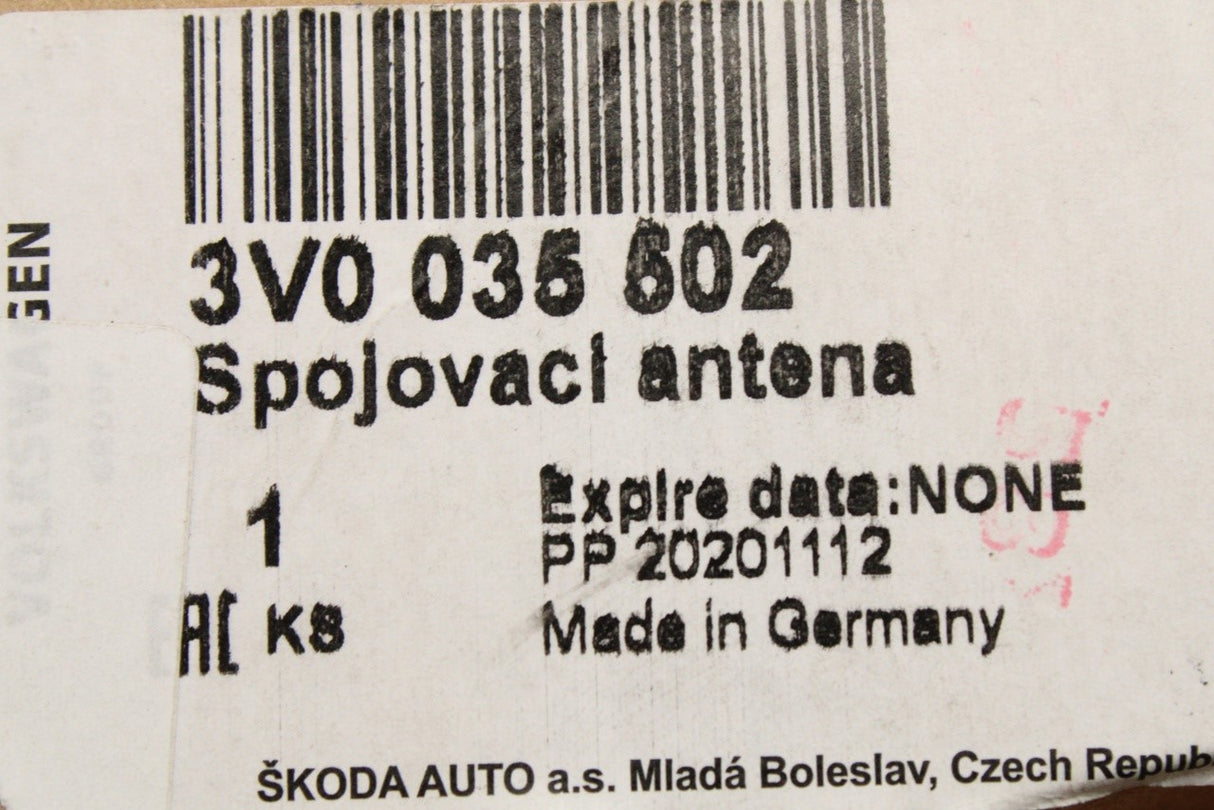 3V0 035 502
Spojovací antena
1
Expire data:NONE
PP 20201112
KS
Made in Germany
ŠKODA AUTO a.s. Mladá Boleslav, Czech Repub
GEN